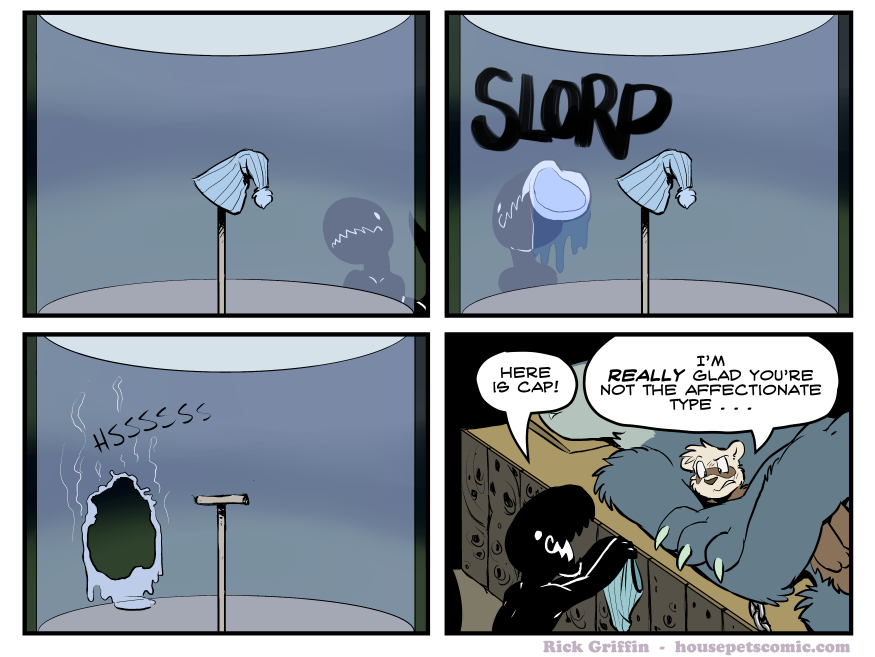 SLORP
HSSSSSS
HERE
IS CAP!
I'M
REALLY GLAD YOU'RE
NOT THE AFFECTIONATE
TYPE . . .
Rick Griffin - housepetscomic.com